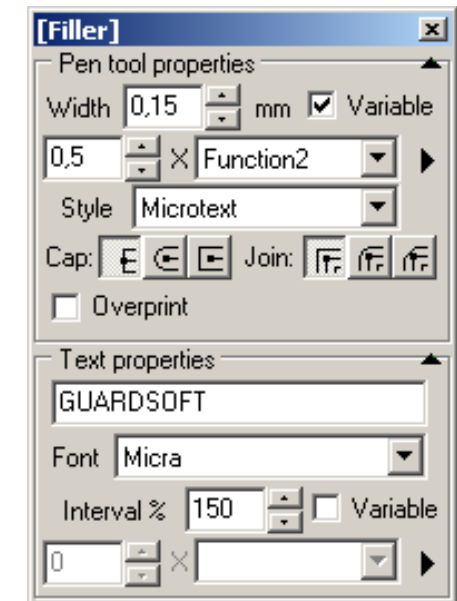 [Filler]
Pen tool properties
Width 0,15 mm Variable
0,5 X Function2
Style Microtext
Cap: Join:
Overprint
Text properties
GUARDSOFT
Font Micra
Interval % 150 Variable
0 X